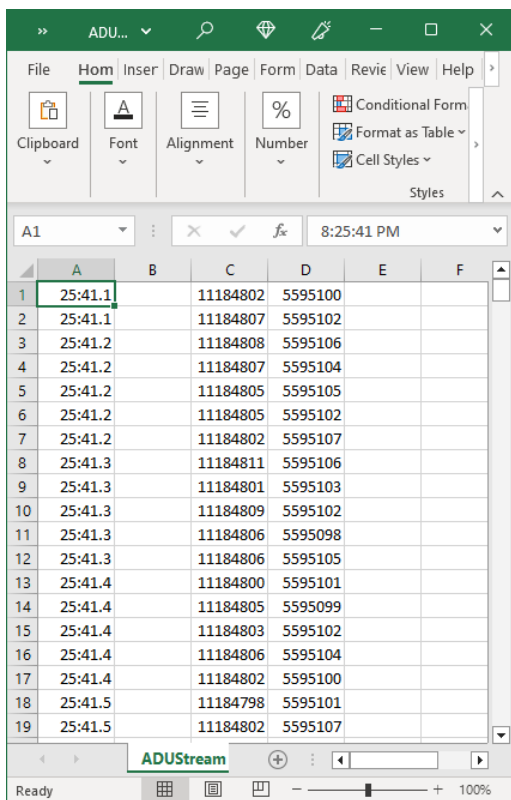 » ADU...
File Hom Inser Draw Page Form Data Revie View Help >
Conditional Form
Format as Table
Clipboard Font Alignment Number
Cell Styles
Styles
A1 fx 8:25:41 PM
A B C D E F
1 25:41.1 11184802 5595100
2 25:41.1 11184807 5595102
3 25:41.2 11184808 5595106
4 25:41.2 11184807 5595104
5 25:41.2 11184805 5595105
6 25:41.2 11184805 5595102
7 25:41.2 11184802 5595107
8 25:41.3 11184811 5595106
9 25:41.3 11184801 5595103
10 25:41.3 11184809 5595102
11 25:41.3 11184806 5595098
12 25:41.3 11184806 5595105
13 25:41.4 11184800 5595101
14 25:41.4 11184805 5595099
15 25:41.4 11184803 5595102
16 25:41.4 11184806 5595104
17 25:41.4 11184802 5595100
18 25:41.5 11184798 5595101
19 25:41.5 11184802 5595107
ADUStream
Ready 100%